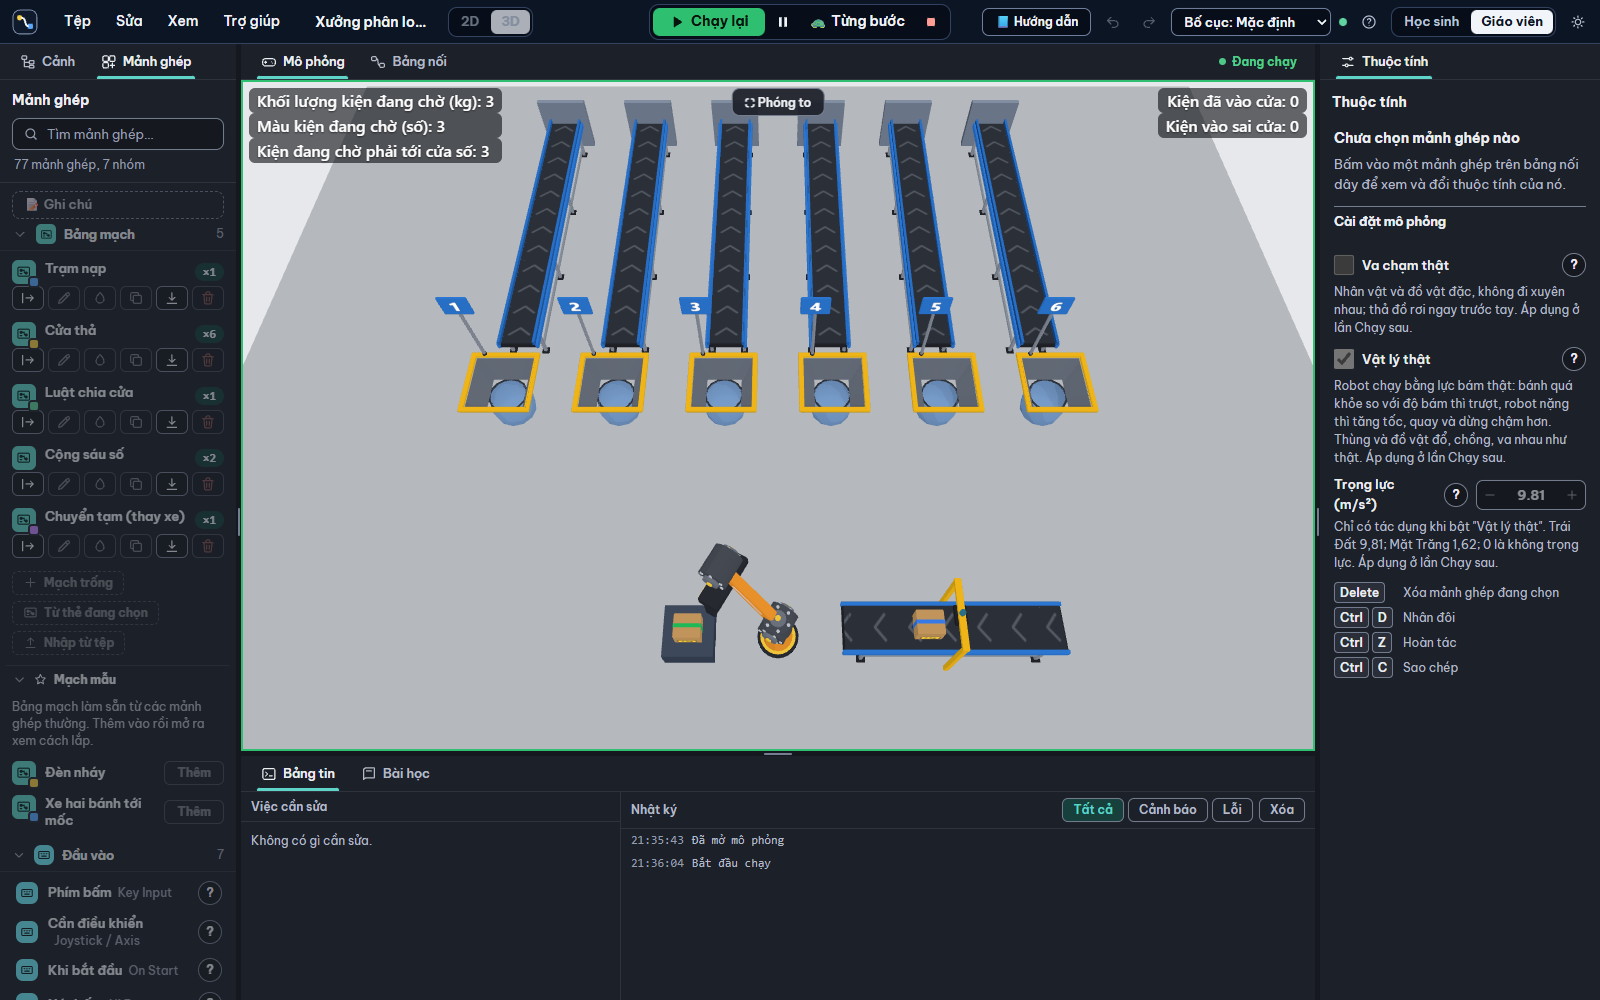 Tệp Sửa Xem Trợ giúp Xưởng phân lo... 2D 3D Chạy lại Từng bước Hướng dẫn Bố cục: Mặc định Học sinh Giáo viên
Cảnh Mảnh ghép
Mảnh ghép
Tìm mảnh ghép...
77 mảnh ghép, 7 nhóm
Ghi chú
Bảng mạch 5
Trạm nạp x1
Cửa thả x6
Luật chia cửa x1
Cộng sáu số x2
Chuyển tạm (thay xe) x1
+ Mạch trống
Từ thẻ đang chọn
Nhập từ tệp
Mạch mẫu
Bảng mạch làm sẵn từ các mảnh
ghép thường. Thêm vào rồi mở ra
xem cách lắp.
Đèn nháy Thêm
Xe hai bánh tới
mốc Thêm
Đầu vào 7
Phím bấm Key Input ?
Cần điều khiển
Joystick / Axis ?
Khi bắt đầu On Start ?
Mô phỏng Bảng nối Đang chạy
Khối lượng kiện đang chờ (kg): 3
Màu kiện đang chờ (số): 3
Kiện đang chờ phải tới cửa số: 3
Phóng to
Kiện đã vào cửa: 0
Kiện vào sai cửa: 0
1 2 3 4 5 6
Bảng tin Bài học
Việc cần sửa
Không có gì cần sửa.
Nhật ký Tất cả Cảnh báo Lỗi Xóa
21:35:43 Đã mở mô phỏng
21:36:04 Bắt đầu chạy
Thuộc tính
Thuộc tính
Chưa chọn mảnh ghép nào
Bấm vào một mảnh ghép trên bảng nối
dây để xem và đổi thuộc tính của nó.
Cài đặt mô phỏng
Va chạm thật ?
Nhân vật và đồ vật đặc, không đi xuyên
nhau; thả đồ rơi ngay trước tay. Áp dụng ở
lần Chạy sau.
Vật lý thật ?
Robot chạy bằng lực bám thật: bánh quá
khỏe so với độ bám thì trượt, robot nặng
thì tăng tốc, quay và dừng chậm hơn.
Thùng và đồ vật đổ, chồng, va nhau như
thật. Áp dụng ở lần Chạy sau.
Trọng lực
(m/s²) ? − 9.81 +
Chỉ có tác dụng khi bật "Vật lý thật". Trái
Đất 9,81; Mặt Trăng 1,62; 0 là không trọng
lực. Áp dụng ở lần Chạy sau.
Delete Xóa mảnh ghép đang chọn
Ctrl D Nhân đôi
Ctrl Z Hoàn tác
Ctrl C Sao chép